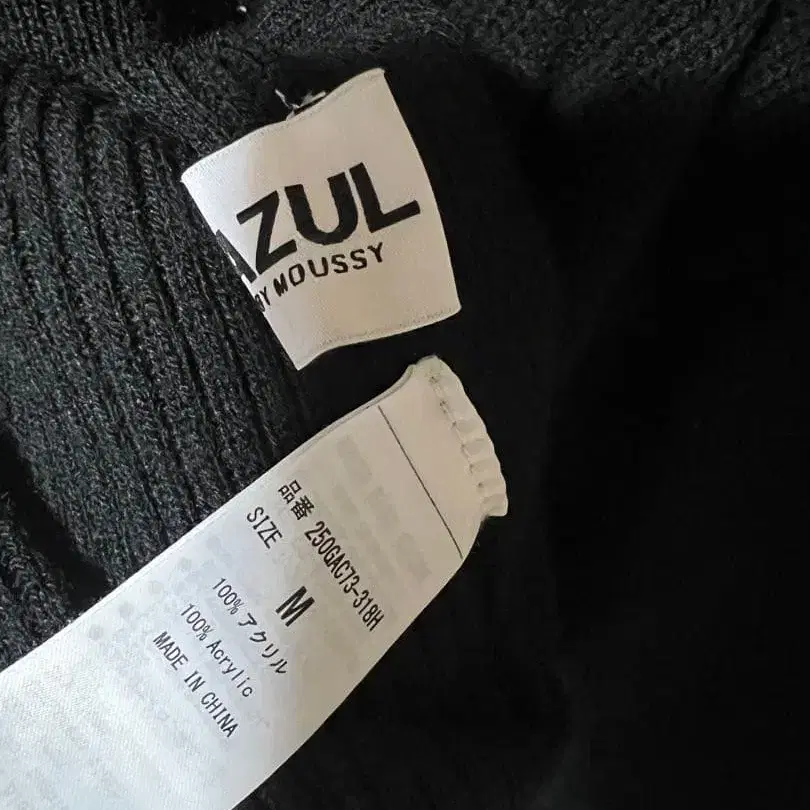 AZUL
BY MOUSSY
品番 250GAC73-318H
SIZE M
100% アクリル
100% Acrylic
MADE IN CHINA